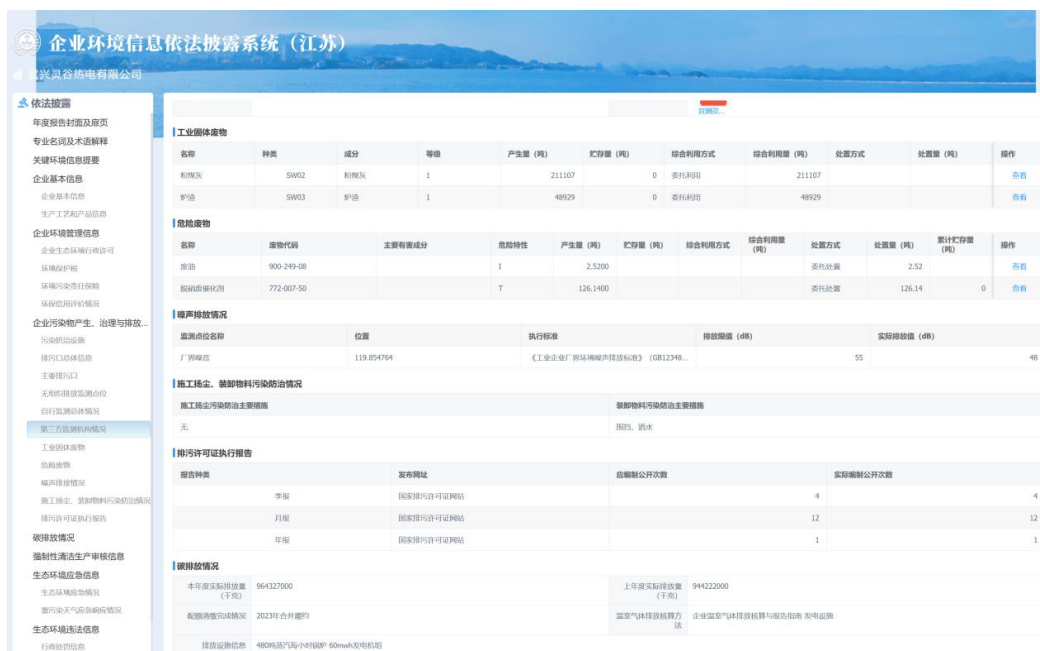 企业环境信息依法披露系统（江苏）
宜兴灵谷热电有限公司
依法披露
年度报告封面及扉页
专业名词及术语解释
关键环境信息提要
企业基本信息
企业基本信息
生产工艺和产品信息
企业环境管理信息
企业生态环境行政许可
环境保护税
环境污染责任保险
环保信用评价情况
企业污染物产生、治理与排放...
污染防治设施
排污口总体信息
主要排污口
无组织排放监测点位
自行监测总体情况
第三方监测机构情况
工业固体废物
危险废物
噪声排放情况
施工扬尘、装卸物料污染防治情况
排污许可证执行报告
碳排放情况
强制性清洁生产审核信息
生态环境应急信息
生态环境应急情况
重污染天气应急响应情况
生态环境违法信息
行政处罚信息
工业固体废物
名称 种类 成分 等级 产生量（吨） 贮存量（吨） 综合利用方式 综合利用量（吨） 处置方式 处置量（吨） 操作
粉煤灰 SW02 粉煤灰 1 211107 0 委托利用 211107 查看
炉渣 SW03 炉渣 1 48929 0 委托利用 48929 查看
危险废物
名称 废物代码 主要有害成分 危险特性 产生量（吨） 贮存量（吨） 综合利用方式 综合利用量（吨） 处置方式 处置量（吨） 累计贮存量（吨） 操作
废油 900-249-08 I 2.5200 委托处置 2.52 查看
脱硝废催化剂 772-007-50 T 126.1400 委托处置 126.14 0 查看
噪声排放情况
监测点位名称 位置 执行标准 排放限值（dB） 实际排放值（dB）
厂界噪音 119.854764 《工业企业厂界环境噪声排放标准》（GB12348... 55 48
施工扬尘、装卸物料污染防治情况
施工扬尘污染防治主要措施 装卸物料污染防治主要措施
无 围挡、洒水
排污许可证执行报告
报告种类 发布网址 应编制公开次数 实际编制公开次数
季报 国家排污许可证网站 4 4
月报 国家排污许可证网站 12 12
年报 国家排污许可证网站 1 1
碳排放情况
本年度实际排放量（千克） 964327000 上年度实际排放量（千克） 944222000
配额清缴完成情况 2023年合并履约 温室气体排放核算方法 企业温室气体排放核算与报告指南 发电设施
排放设施信息 480吨蒸汽每小时锅炉 60mwh发电机组